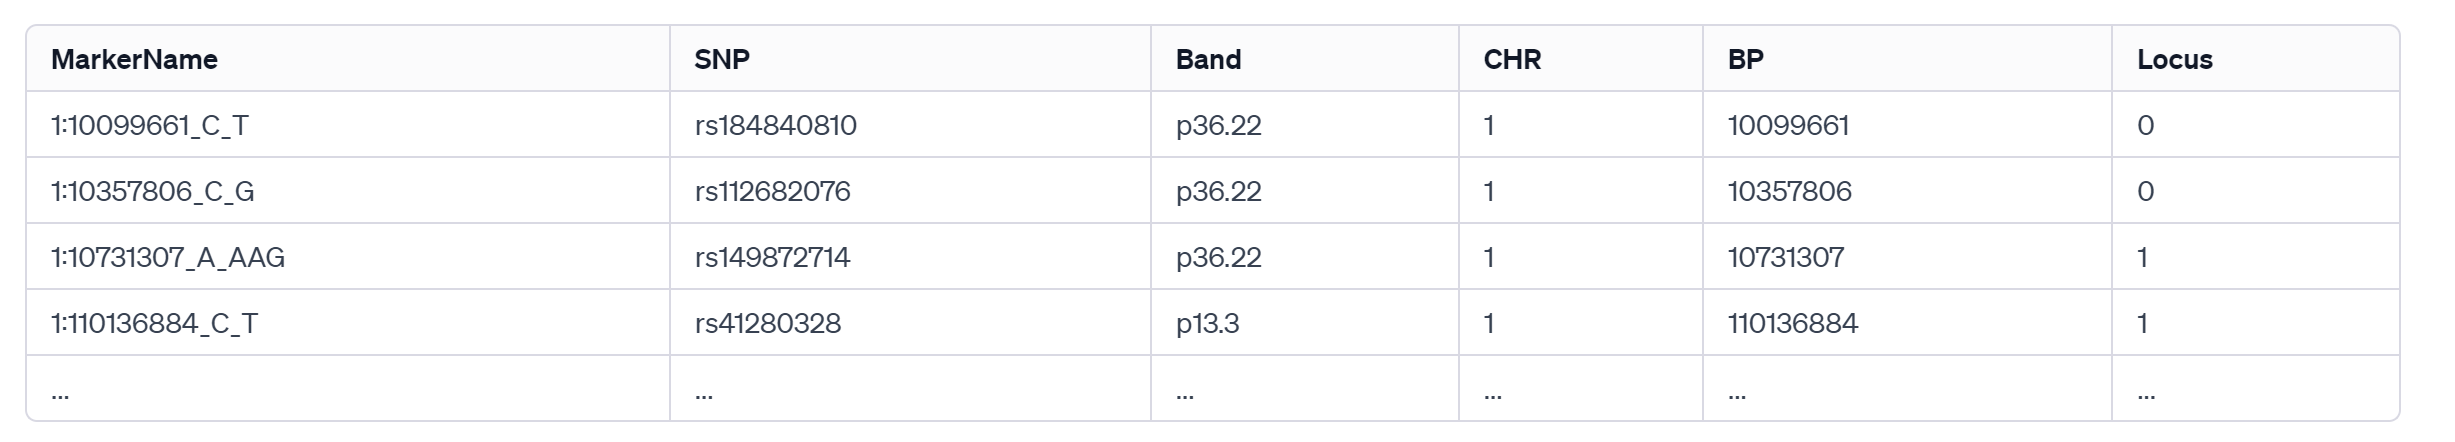 MarkerName SNP Band CHR BP Locus
1:10099661_C_T rs184840810 p36.22 1 10099661 0
1:10357806_C_G rs112682076 p36.22 1 10357806 0
1:10731307_A_AAG rs149872714 p36.22 1 10731307 1
1:110136884_C_T rs41280328 p13.3 1 110136884 1
... ... ... ... ... ...